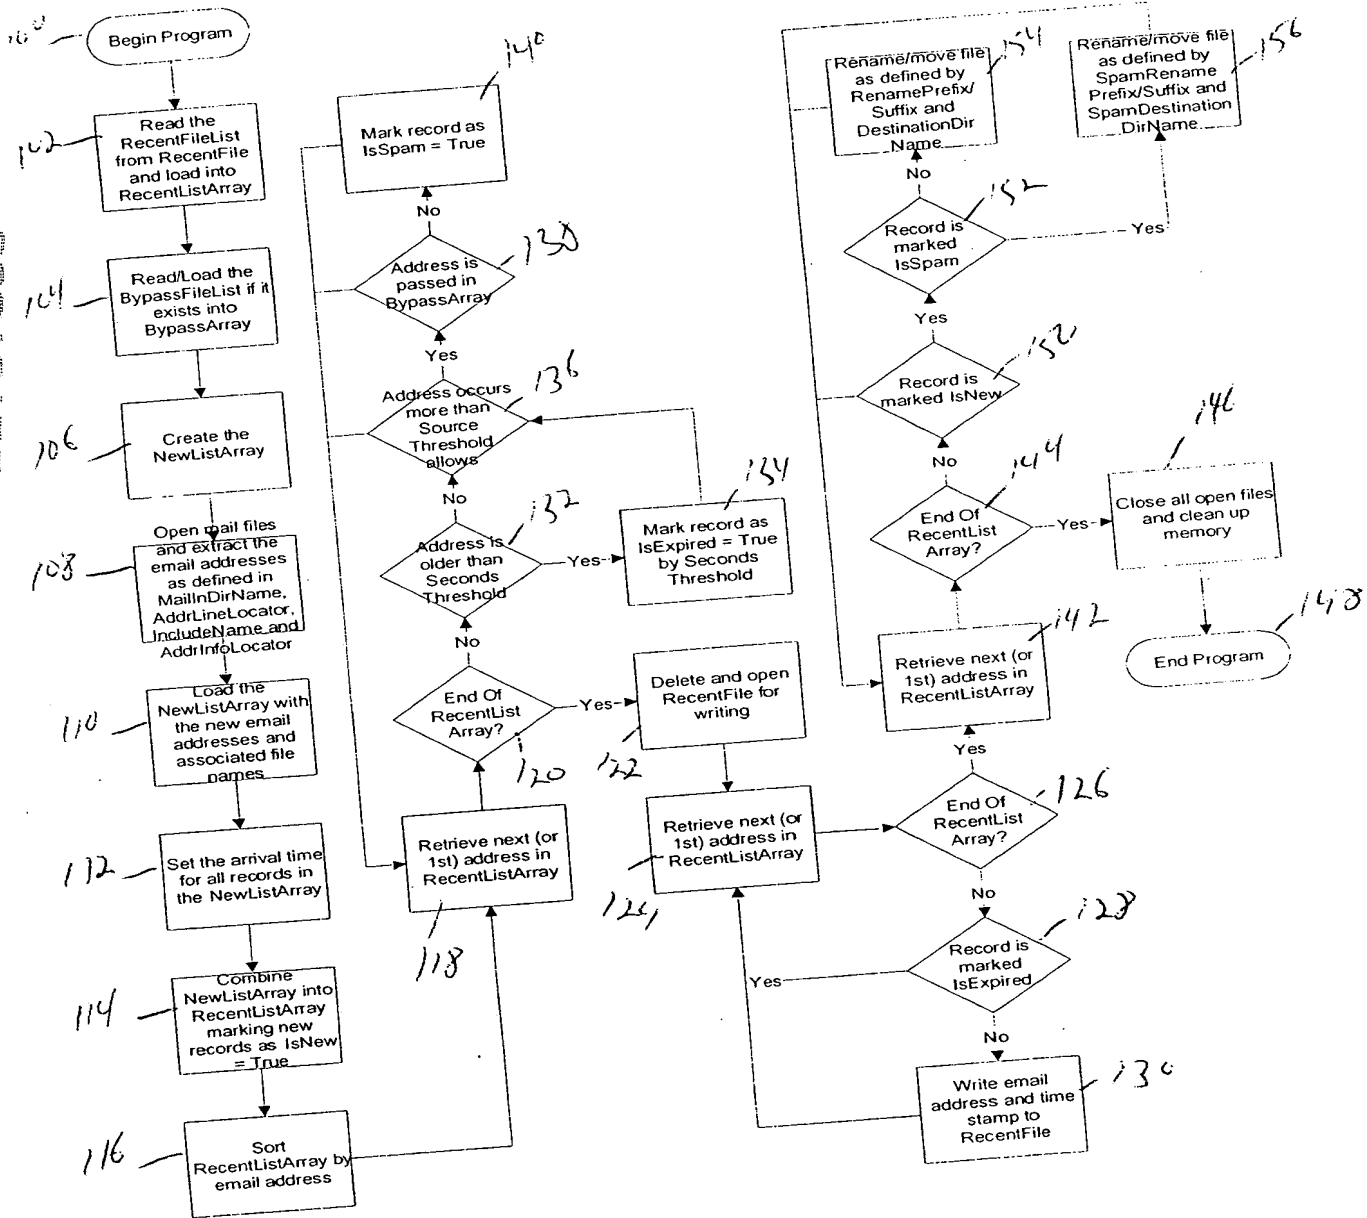 100
Begin Program
102
Read the
RecentFileList
from RecentFile
and load into
RecentListArray
104
Read/Load the
BypassFileList if it
exists into
BypassArray
106
Create the
NewListArray
108
Open mail files
and extract the
email addresses
as defined in
MailInDirName,
AddrLineLocator,
IncludeName and
AddrInfoLocator
110
Load the
NewListArray with
the new email
addresses and
associated file
names
112
Set the arrival time
for all records in
the NewListArray
114
Combine
NewListArray into
RecentListArray
marking new
records as IsNew
= True
116
Sort
RecentListArray by
email address
140
Mark record as
IsSpam = True
No
138
Address is
passed in
BypassArray
Yes
136
Address occurs
more than
Source
Threshold
allows
No
132
Address is
older than
Seconds
Threshold
Yes
134
Mark record as
IsExpired = True
by Seconds
Threshold
No
End Of
RecentList
Array?
120
Yes
Delete and open
RecentFile for
writing
122
Retrieve next (or
1st) address in
RecentListArray
118
Retrieve next (or
1st) address in
RecentListArray
124
154
Rename/move file
as defined by
RenamePrefix/
Suffix and
DestinationDir
Name
156
Rename/move file
as defined by
SpamRename
Prefix/Suffix and
SpamDestination
DirName
No
152
Record is
marked
IsSpam
Yes
Yes
152
Record is
marked IsNew
No
144
End Of
RecentList
Array?
Yes
146
Close all open files
and clean up
memory
148
End Program
142
Retrieve next (or
1st) address in
RecentListArray
Yes
126
End Of
RecentList
Array?
No
128
Record is
marked
IsExpired
Yes
No
130
Write email
address and time
stamp to
RecentFile